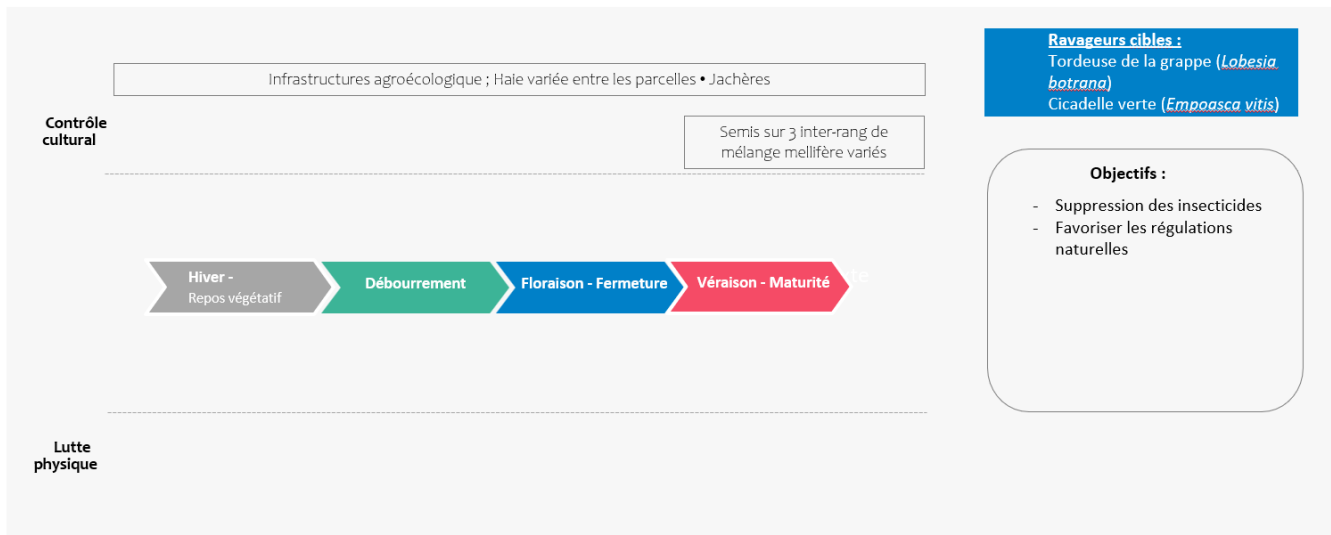 Infrastructures agroécologique ; Haie variée entre les parcelles • Jachères
Contrôle
cultural
Semis sur 3 inter-rang de
mélange mellifère variés
Ravageurs cibles :
Tordeuse de la grappe (Lobesia
botrana)
Cicadelle verte (Empoasca vitis)
Objectifs :
- Suppression des insecticides
- Favoriser les régulations
naturelles
Hiver -
Repos végétatif
Débourrement
Floraison - Fermeture
Véraison - Maturité
Lutte
physique